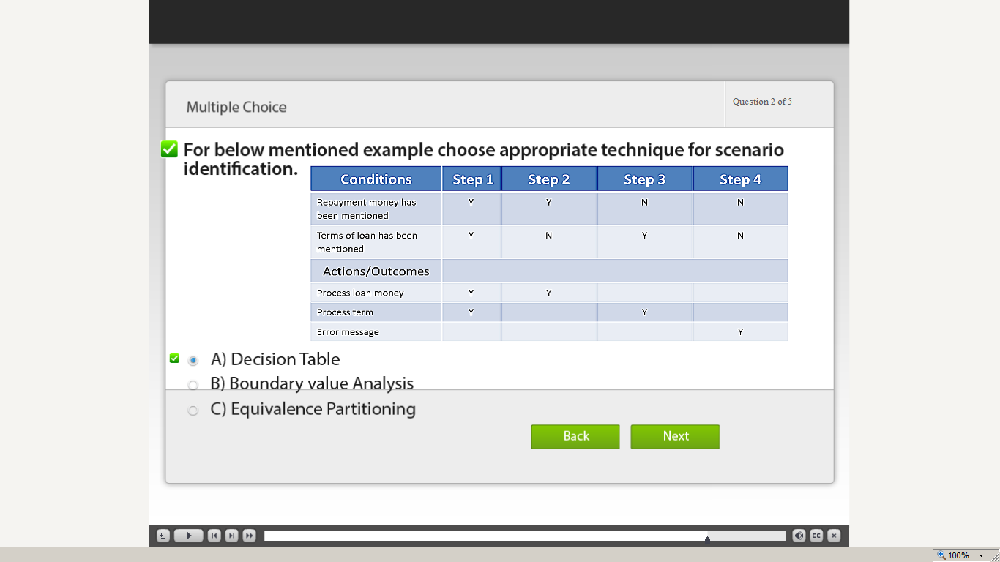 Multiple Choice
Question 2 of 5
For below mentioned example choose appropriate technique for scenario
identification.
Conditions Step 1 Step 2 Step 3 Step 4
Repayment money has
been mentioned Y Y N N
Terms of loan has been
mentioned Y N Y N
Actions/Outcomes
Process loan money Y Y
Process term Y Y
Error message Y
A) Decision Table
B) Boundary value Analysis
C) Equivalence Partitioning
Back Next
CC
100%